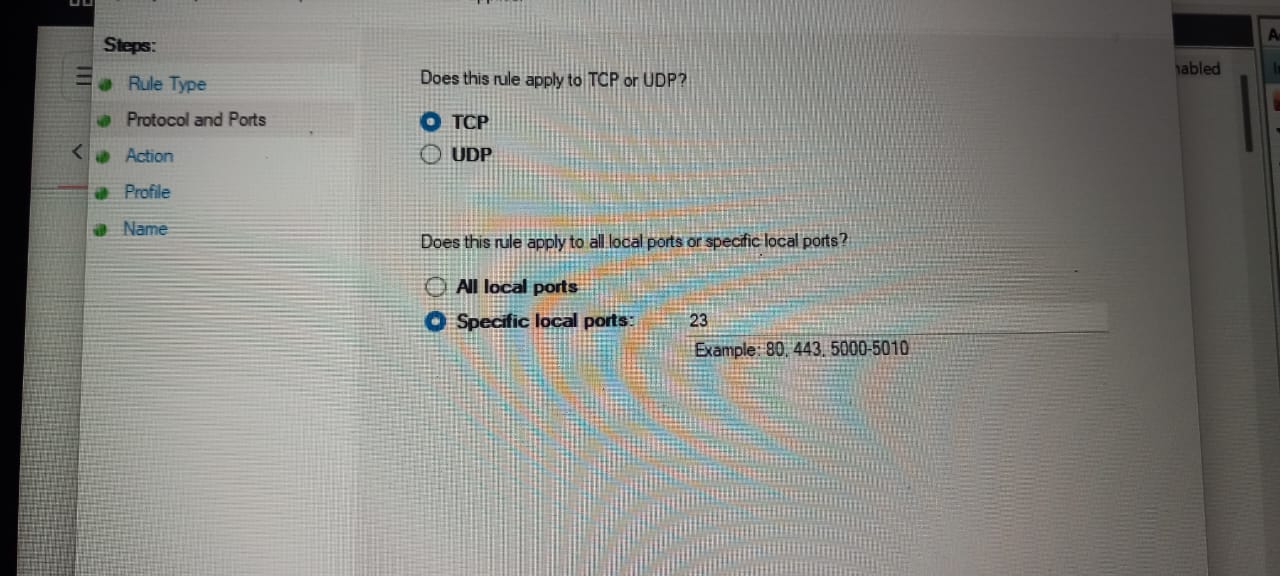 Steps:
Rule Type
Protocol and Ports
Action
Profile
Name
Does this rule apply to TCP or UDP?
TCP
UDP
Does this rule apply to all local ports or specific local ports?
All local ports
Specific local ports: 23
Example: 80, 443, 5000-5010